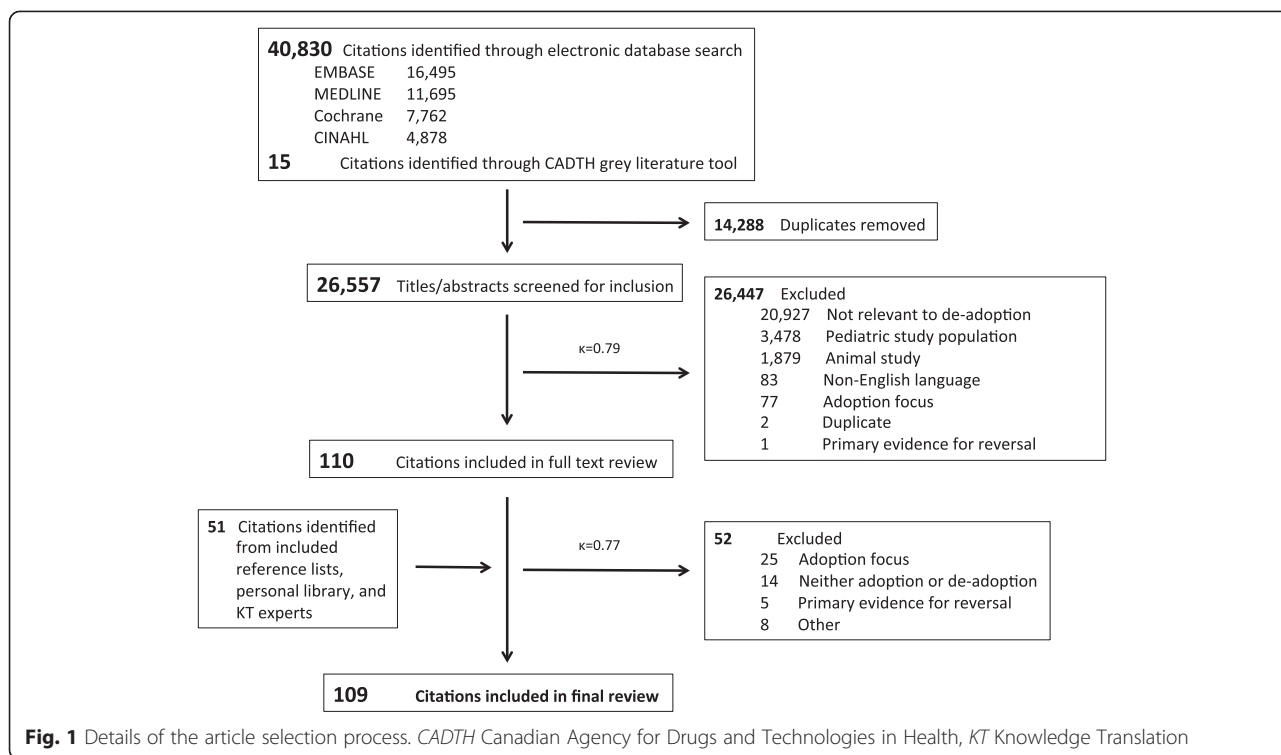 40,830 Citations identified through electronic database search
EMBASE 16,495
MEDLINE 11,695
Cochrane 7,762
CINAHL 4,878
15 Citations identified through CADTH grey literature tool
14,288 Duplicates removed
26,557 Titles/abstracts screened for inclusion
26,447 Excluded
20,927 Not relevant to de-adoption
3,478 Pediatric study population
1,879 Animal study
83 Non-English language
77 Adoption focus
2 Duplicate
1 Primary evidence for reversal
κ=0.79
110 Citations included in full text review
51 Citations identified
from included
reference lists,
personal library, and
KT experts
κ=0.77
52 Excluded
25 Adoption focus
14 Neither adoption or de-adoption
5 Primary evidence for reversal
8 Other
109 Citations included in final review
Fig. 1 Details of the article selection process. CADTH Canadian Agency for Drugs and Technologies in Health, KT Knowledge Translation